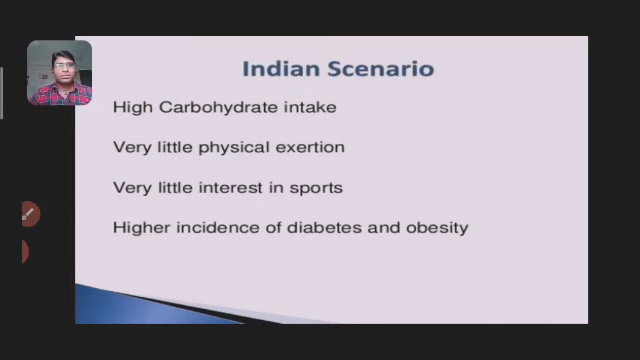 Indian Scenario
High Carbohydrate intake
Very little physical exertion
Very little interest in sports
Higher incidence of diabetes and obesity